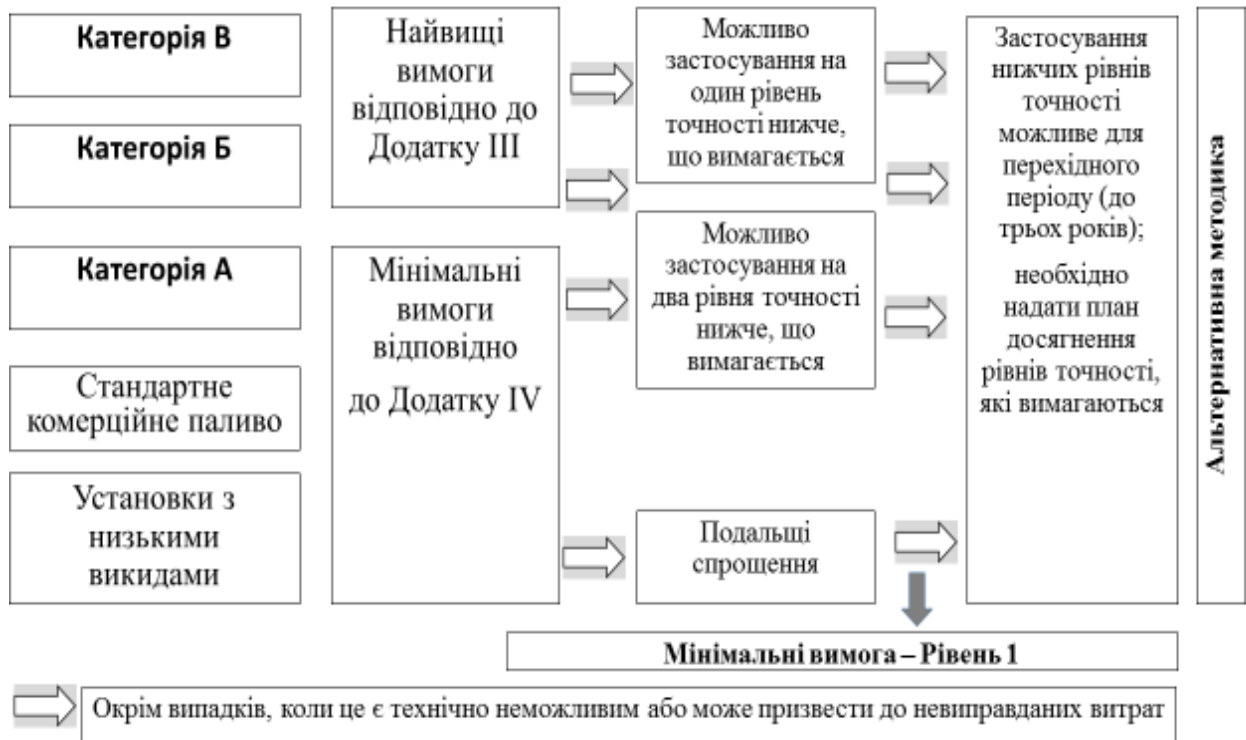 Категорія В
Категорія Б
Категорія А
Стандартне
комерційне паливо
Установки з
низькими
викидами
Найвищі
вимоги
відповідно до
Додатку III
Мінімальні
вимоги
відповідно
до Додатку IV
Можливо
застосування на
один рівень
точності нижче,
що вимагається
Можливо
застосування на
два рівня точності
нижче, що
вимагається
Подальщі
спрощення
Застосування
нижчих рівнів
точності
можливе для
перехідного
періоду (до
трьох років);
необхідно
надати план
досягнення
рівнів точності,
які вимагаються
Альтернативна методика
Мінімальні вимога – Рівень 1
Окрім випадків, коли це є технічно неможливим або може призвести до невиправданих витрат